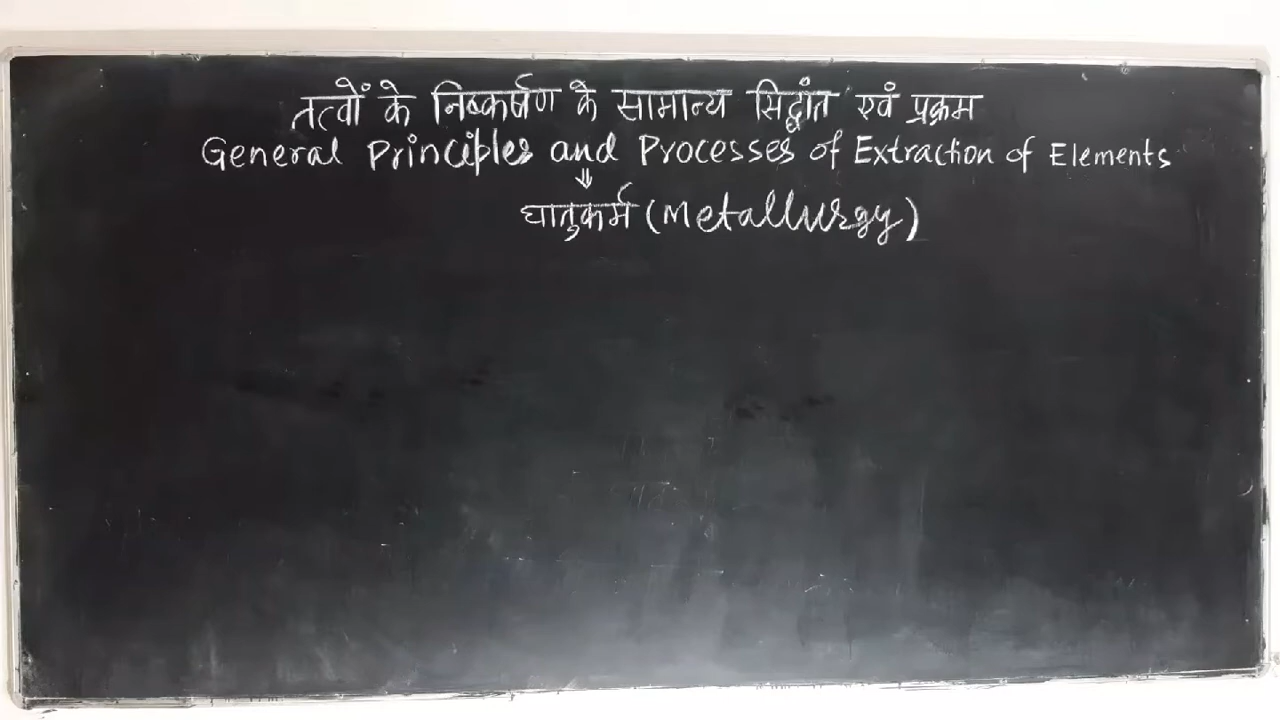 तत्वों के निष्कर्षण के सामान्य सिद्धांत एवं प्रक्रम
General Principles and Processes of Extraction of Elements
⇓
धातुकर्म (Metallurgy)